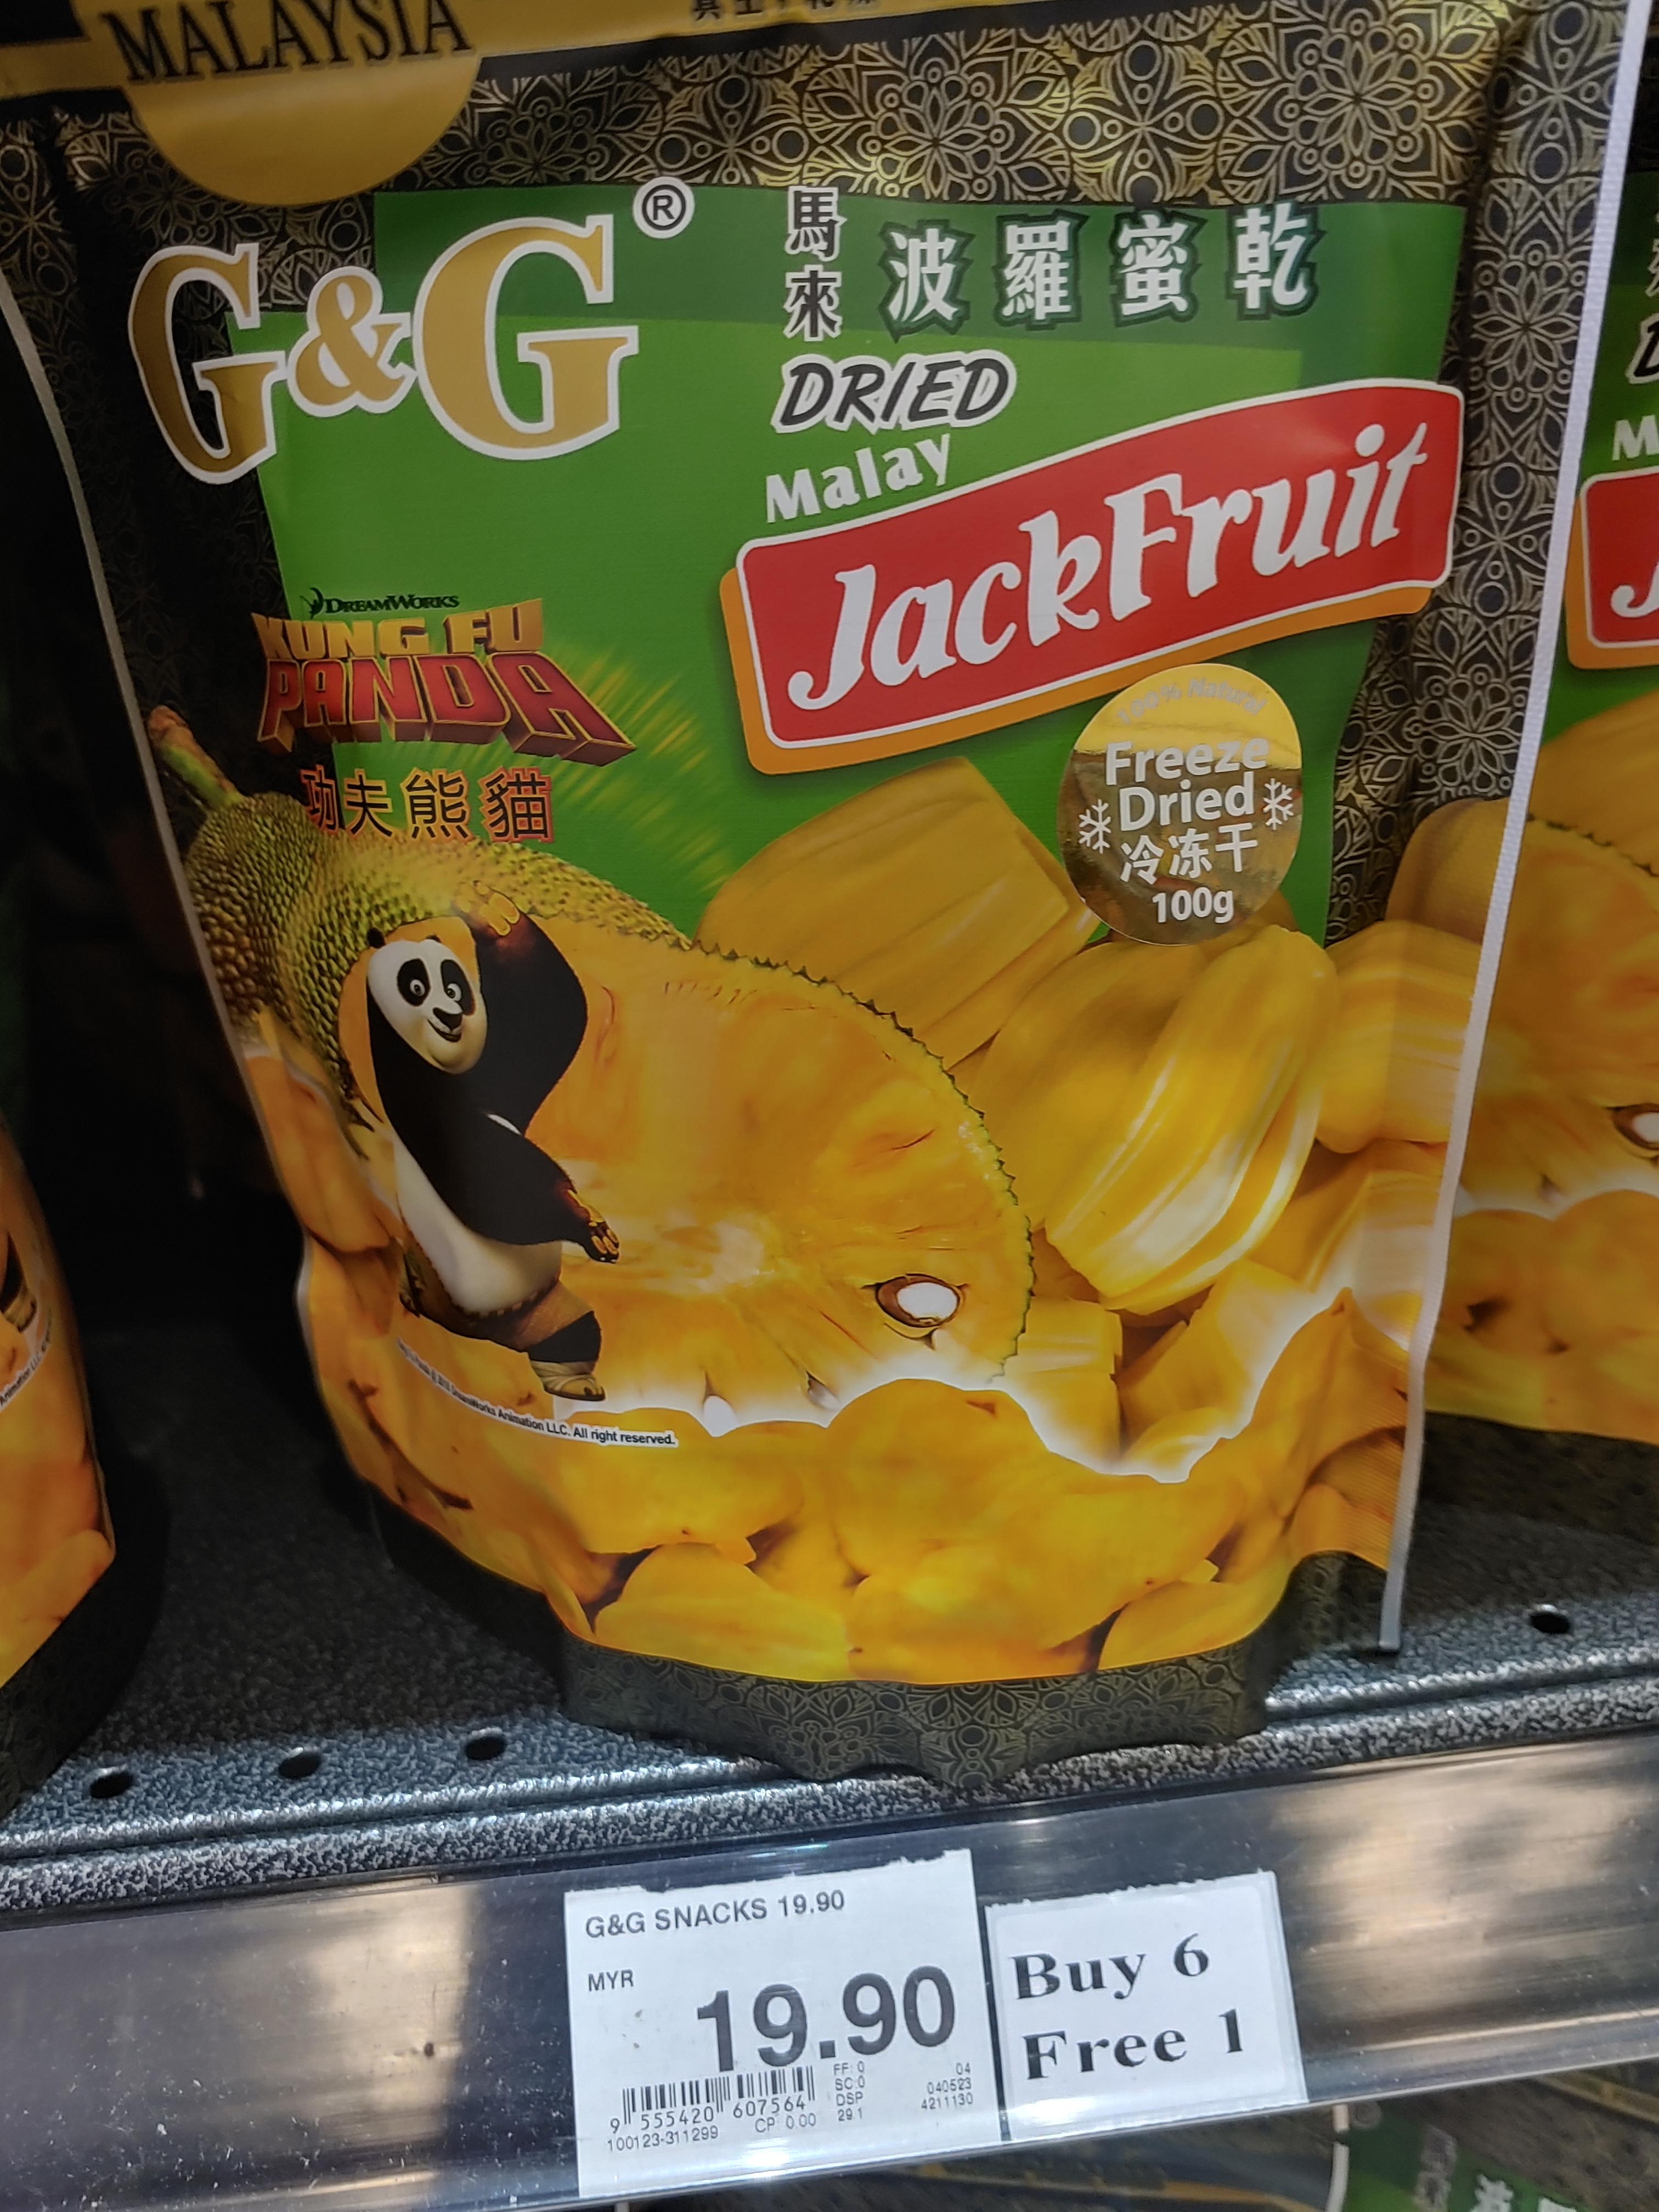 MALAYSIA
G&G®
馬來
波羅蜜乾
DRIED
Malay
JackFruit
DREAMWORKS
KUNG FU
PANDA
功夫熊貓
100% Natural
Freeze
Dried
冷冻干
100g
DreamWorks Animation LLC. All right reserved.
G&G SNACKS 19.90
MYR
19.90
9 555420 607564
100123-311299
CP: 0.00
FF: 0
SC:0
DSP
29.1
04
040523
4211130
Buy 6
Free 1